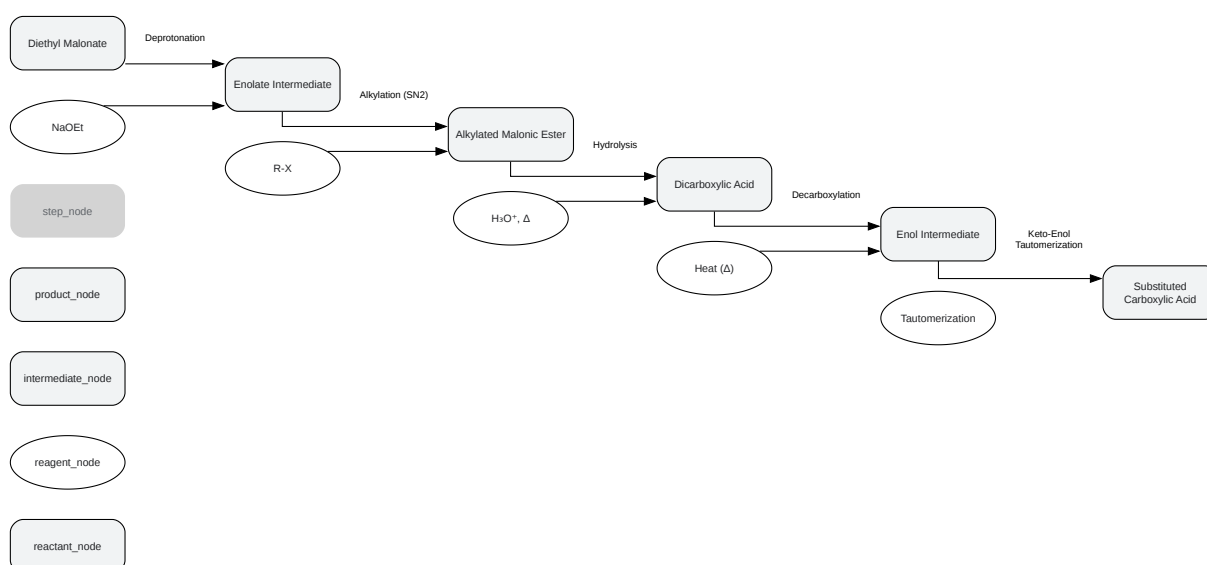 Diethyl Malonate
Deprotonation
NaOEt
Enolate Intermediate
Alkylation (SN2)
R-X
Alkylated Malonic Ester
Hydrolysis
H₃O⁺, Δ
Dicarboxylic Acid
Decarboxylation
Heat (Δ)
Enol Intermediate
Keto-Enol
Tautomerization
Tautomerization
Substituted
Carboxylic Acid
step_node
product_node
intermediate_node
reagent_node
reactant_node